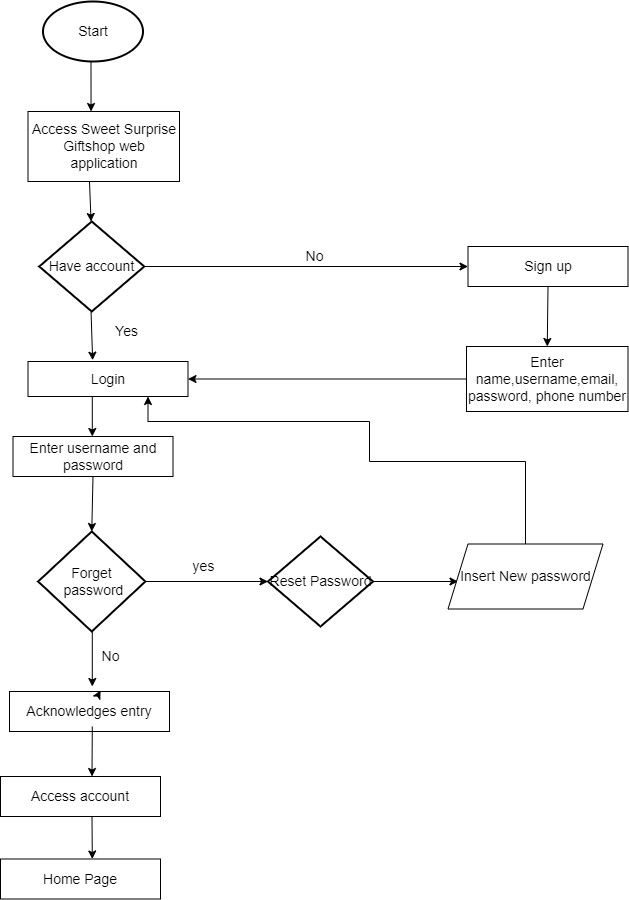 Start
Access Sweet Surprise
Giftshop web
application
Have account
No
Sign up
Yes
Enter
name,username,email,
password, phone number
Login
Enter username and
password
Forget
password
yes
Reset Password
Insert New password
No
Acknowledges entry
Access account
Home Page